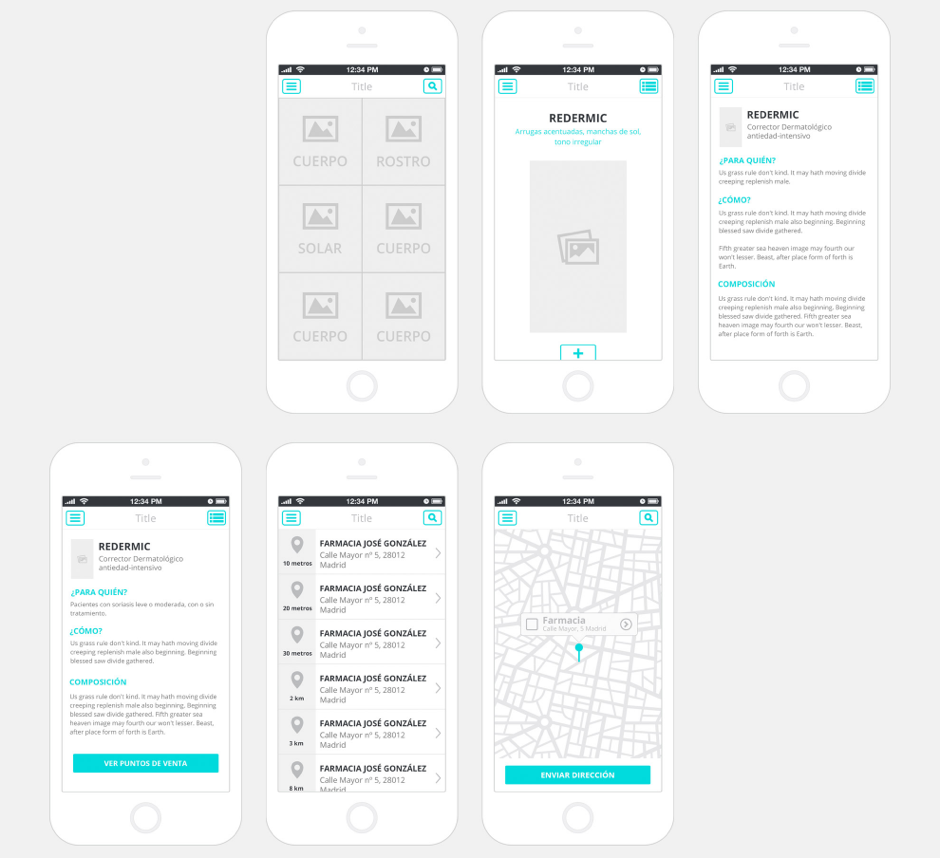 12:34 PM
Title
CUERPO
ROSTRO
SOLAR
CUERPO
CUERPO
CUERPO
12:34 PM
Title
REDERMIC
Arrugas acentuadas, manchas de sol,
tono irregular
+
12:34 PM
Title
REDERMIC
Corrector Dermatológico
antiedad-intensivo
¿PARA QUIÉN?
Us grass rule don't kind. It may hath moving divide
creeping replenish male.
¿CÓMO?
Us grass rule don't kind. It may hath moving divide
creeping replenish male also beginning. Beginning
blessed saw divide gathered.
Fifth greater sea heaven image may fourth our
won't lesser. Beast, after place form of forth is
Earth.
COMPOSICIÓN
Us grass rule don't kind. It may hath moving divide
creeping replenish male also beginning. Beginning
blessed saw divide gathered. Fifth greater sea
heaven image may fourth our won't lesser. Beast,
after place form of forth is Earth.
12:34 PM
Title
REDERMIC
Corrector Dermatológico
antiedad-intensivo
¿PARA QUIÉN?
Pacientes con soriasis leve o moderada, con o sin
tratamiento.
¿CÓMO?
Us grass rule don't kind. It may hath moving divide
creeping replenish male also beginning. Beginning
blessed saw divide gathered.
COMPOSICIÓN
Us grass rule don't kind. It may hath moving divide
creeping replenish male also beginning. Beginning
blessed saw divide gathered. Fifth greater sea
heaven image may fourth our won't lesser. Beast,
after place form of forth is Earth.
VER PUNTOS DE VENTA
12:34 PM
Title
FARMACIA JOSÉ GONZÁLEZ
Calle Mayor nº 5, 28012
Madrid
10 metros
FARMACIA JOSÉ GONZÁLEZ
Calle Mayor nº 5, 28012
Madrid
20 metros
FARMACIA JOSÉ GONZÁLEZ
Calle Mayor nº 5, 28012
Madrid
30 metros
FARMACIA JOSÉ GONZÁLEZ
Calle Mayor nº 5, 28012
Madrid
2 km
FARMACIA JOSÉ GONZÁLEZ
Calle Mayor nº 5, 28012
Madrid
3 km
FARMACIA JOSÉ GONZÁLEZ
Calle Mayor nº 5, 28012
Madrid
8 km
12:34 PM
Title
Farmacia
Calle Mayor, 5 Madrid
ENVIAR DIRECCIÓN